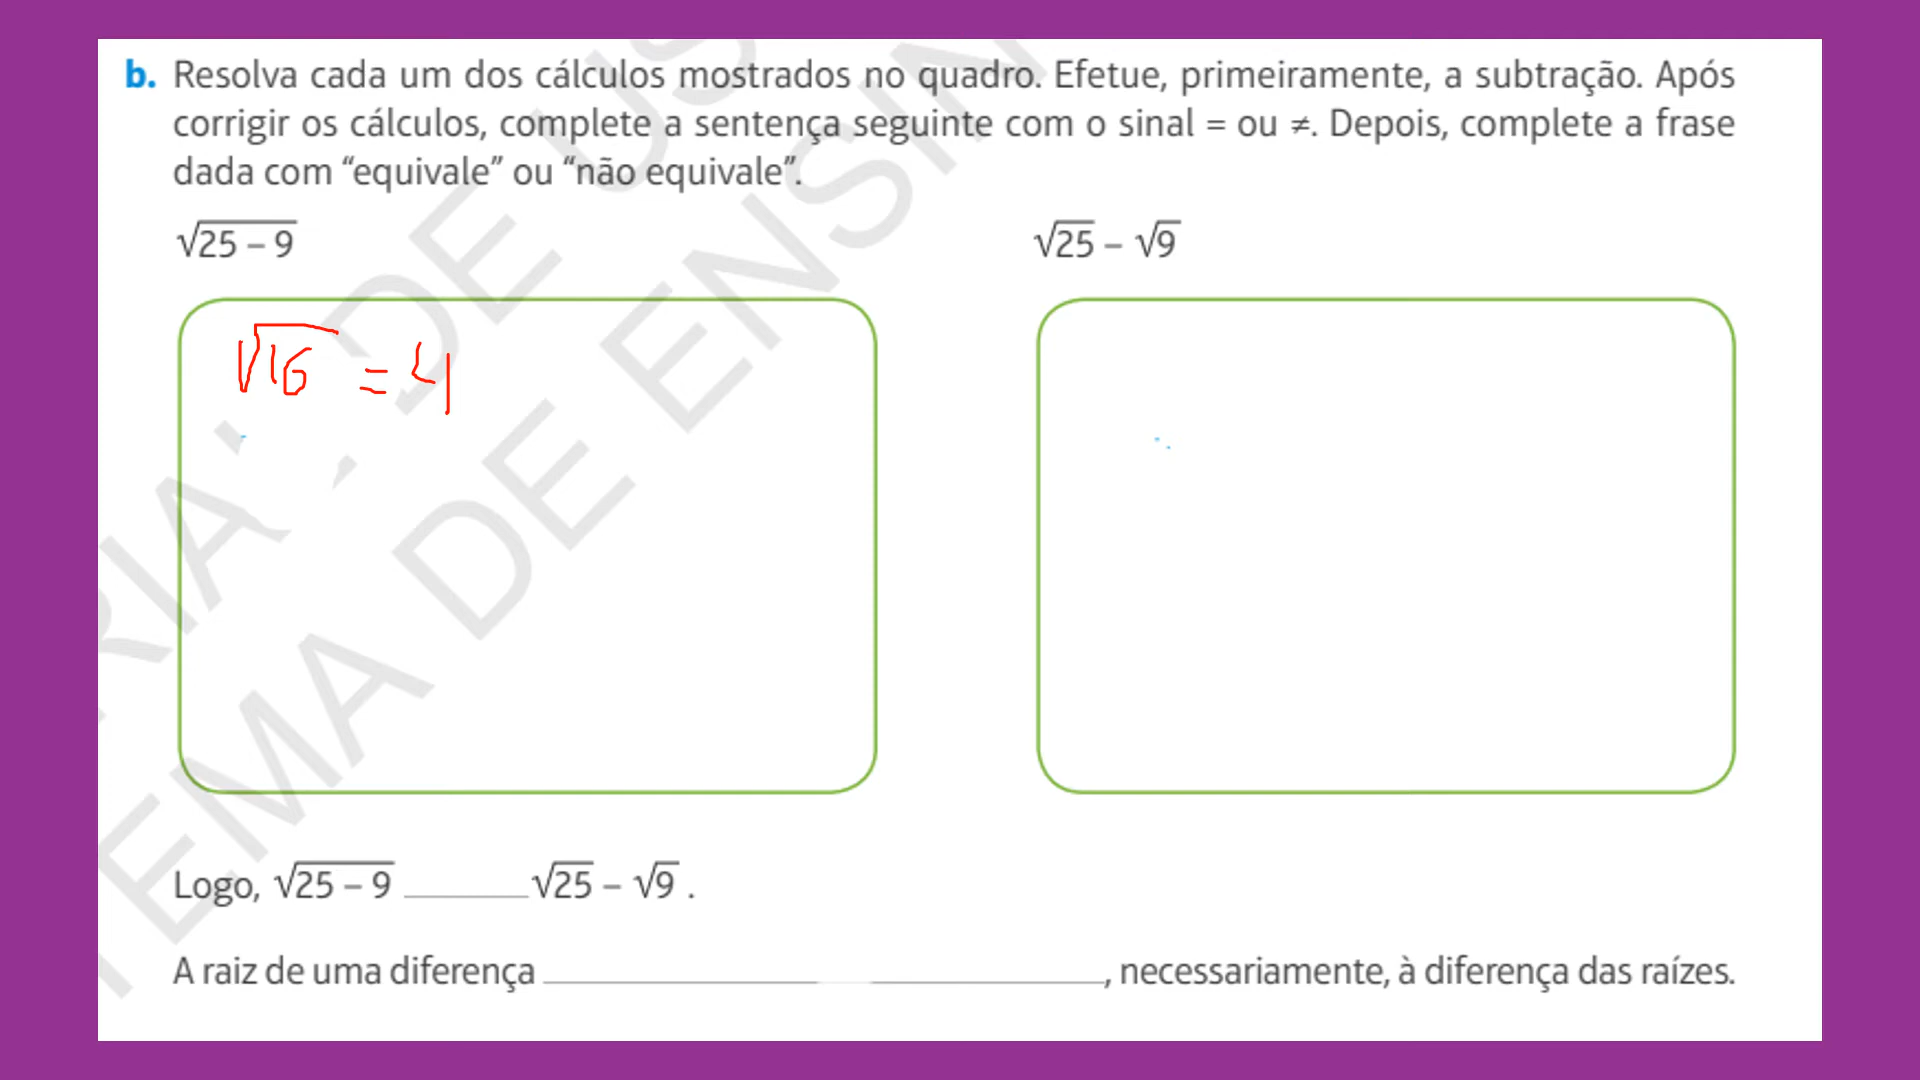 b. Resolva cada um dos cálculos mostrados no quadro. Efetue, primeiramente, a subtração. Após
corrigir os cálculos, complete a sentença seguinte com o sinal = ou ≠. Depois, complete a frase
dada com “equivale” ou “não equivale”.
√25 – 9
√25 – √9
√16 = 4
Logo, √25 – 9 ______ √25 – √9 .
A raiz de uma diferença ______ ______, necessariamente, à diferença das raízes.